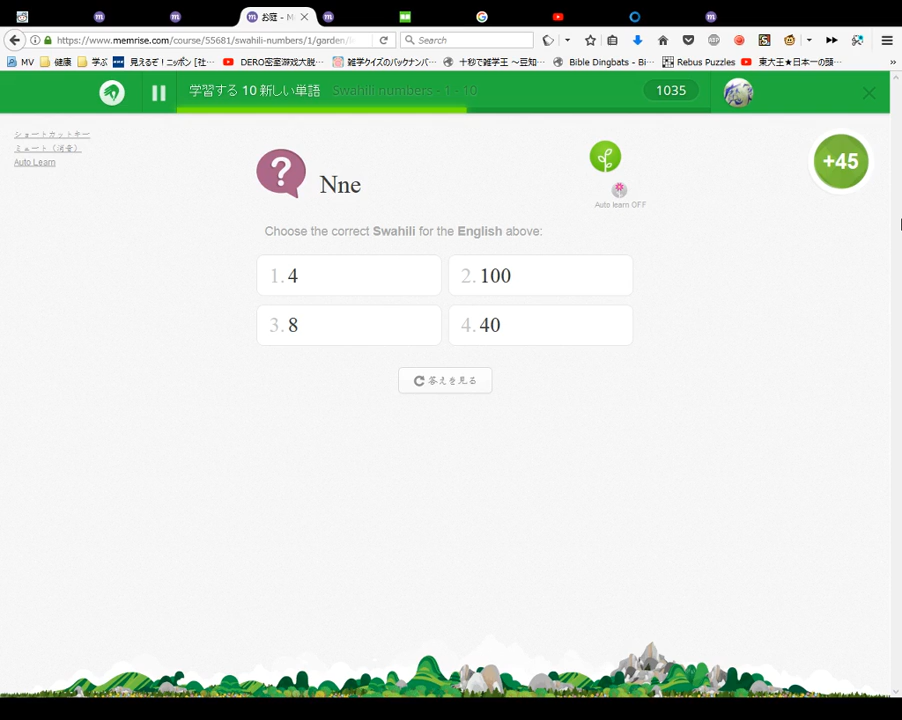 お庭 - M
https://www.memrise.com/course/55681/swahili-numbers/1/garden/
Search
MV
健康
学ぶ
見えるぞ！ニッポン [社…
DERO密室游戏大脱…
雑学クイズのバックナンバ…
十秒で雑学王 ～豆知…
Bible Dingbats - Bi…
Rebus Puzzles
東大王★日本一の頭…
学習する 10 新しい単語
Swahili numbers - 1 - 10
1035
ショートカットキー
ミュート（消音）
Auto Learn
+45
Nne
Auto learn OFF
Choose the correct Swahili for the English above:
1. 4
2. 100
3. 8
4. 40
答えを見る